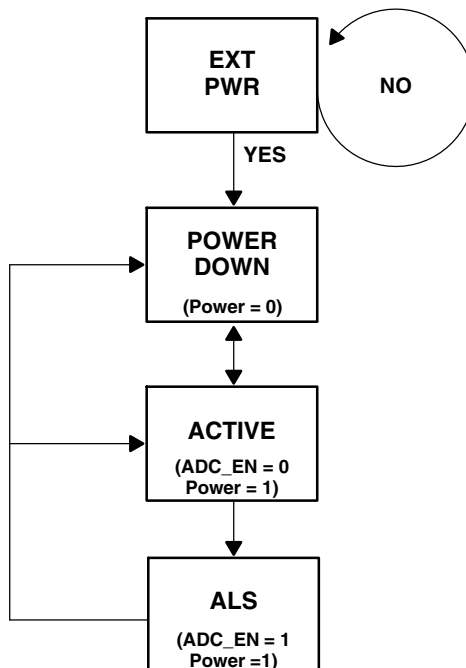 EXT
PWR
NO
YES
POWER
DOWN
(Power = 0)
ACTIVE
(ADC_EN = 0
Power = 1)
ALS
(ADC_EN = 1
Power =1)